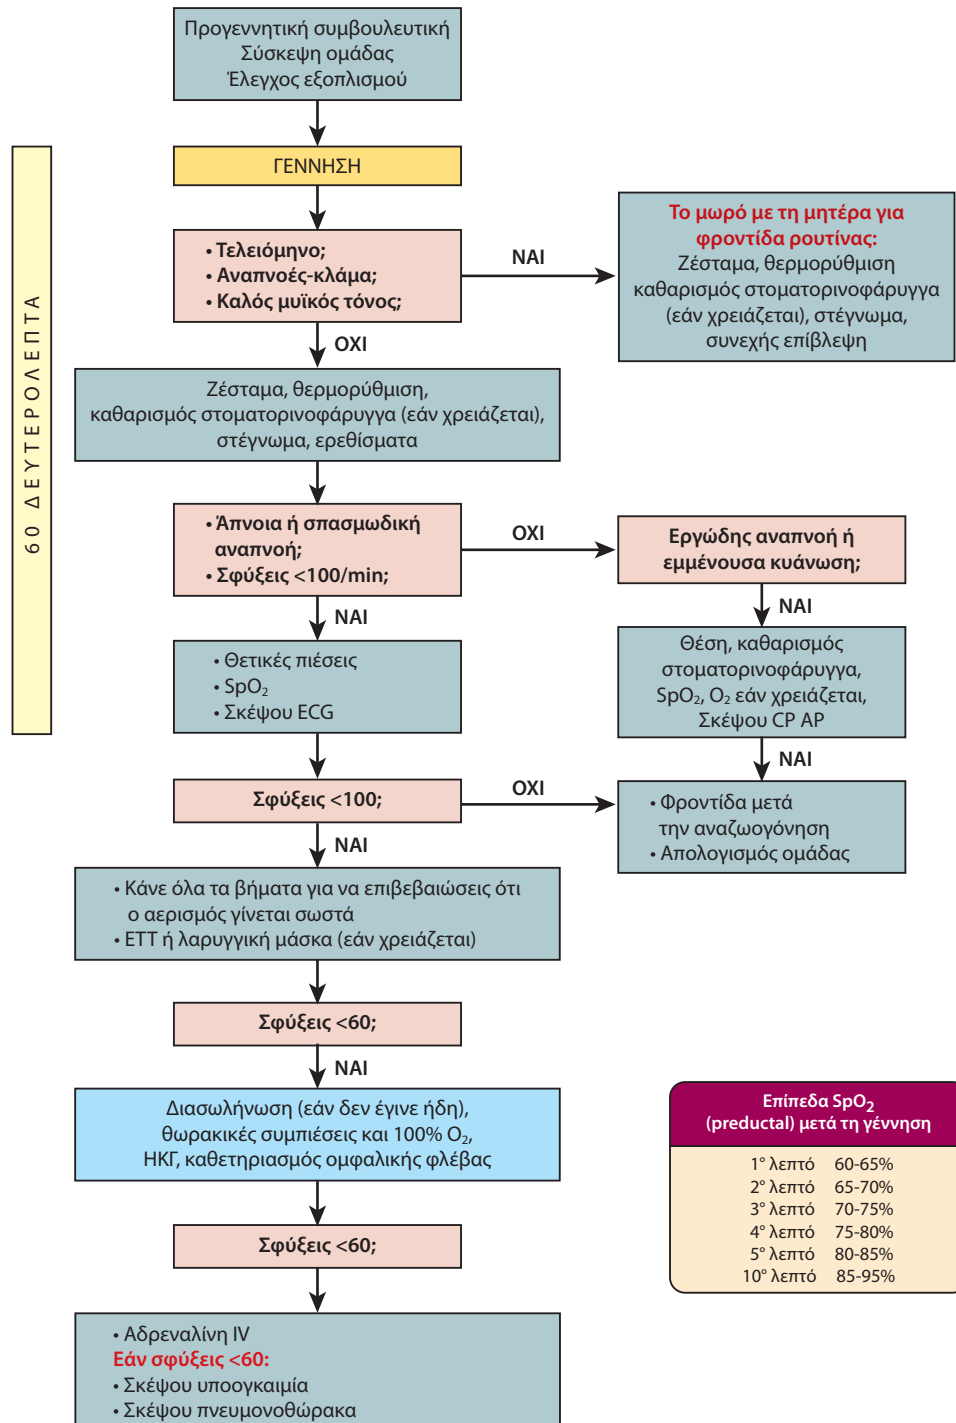 Προγεννητική συμβουλευτική
Σύσκεψη ομάδας
Έλεγχος εξοπλισμού
60 ΔΕΥΤΕΡΟΛΕΠΤΑ
ΓΕΝΝΗΣΗ
• Τελειόμηνο;
• Αναπνοές-κλάμα;
• Καλός μυϊκός τόνος;
ΝΑΙ
Το μωρό με τη μητέρα για
φροντίδα ρουτίνας:
Ζέσταμα, θερμορύθμιση
καθαρισμός στοματορινοφάρυγγα
(εάν χρειάζεται), στέγνωμα,
συνεχής επίβλεψη
ΟΧΙ
Ζέσταμα, θερμορύθμιση,
καθαρισμός στοματορινοφάρυγγα (εάν χρειάζεται),
στέγνωμα, ερεθίσματα
• Άπνοια ή σπασμωδική
αναπνοή;
• Σφύξεις <100/min;
ΟΧΙ
Εργώδης αναπνοή ή
εμμένουσα κυάνωση;
ΝΑΙ
ΝΑΙ
• Θετικές πιέσεις
• SpO₂
• Σκέψου ECG
Θέση, καθαρισμός
στοματορινοφάρυγγα,
SpO₂, O₂ εάν χρειάζεται,
Σκέψου CP AP
ΝΑΙ
Σφύξεις <100;
ΟΧΙ
• Φροντίδα μετά
την αναζωογόνηση
• Απολογισμός ομάδας
ΝΑΙ
• Κάνε όλα τα βήματα για να επιβεβαιώσεις ότι
ο αερισμός γίνεται σωστά
• ETT ή λαρυγγική μάσκα (εάν χρειάζεται)
Σφύξεις <60;
ΝΑΙ
Διασωλήνωση (εάν δεν έγινε ήδη),
θωρακικές συμπιέσεις και 100% O₂,
ΗΚΓ, καθετηριασμός ομφαλικής φλέβας
Σφύξεις <60;
• Αδρεναλίνη IV
Εάν σφύξεις <60:
• Σκέψου υποογκαιμία
• Σκέψου πνευμονοθώρακα
Επίπεδα SpO₂
(preductal) μετά τη γέννηση
1° λεπτό 60-65%
2° λεπτό 65-70%
3° λεπτό 70-75%
4° λεπτό 75-80%
5° λεπτό 80-85%
10° λεπτό 85-95%